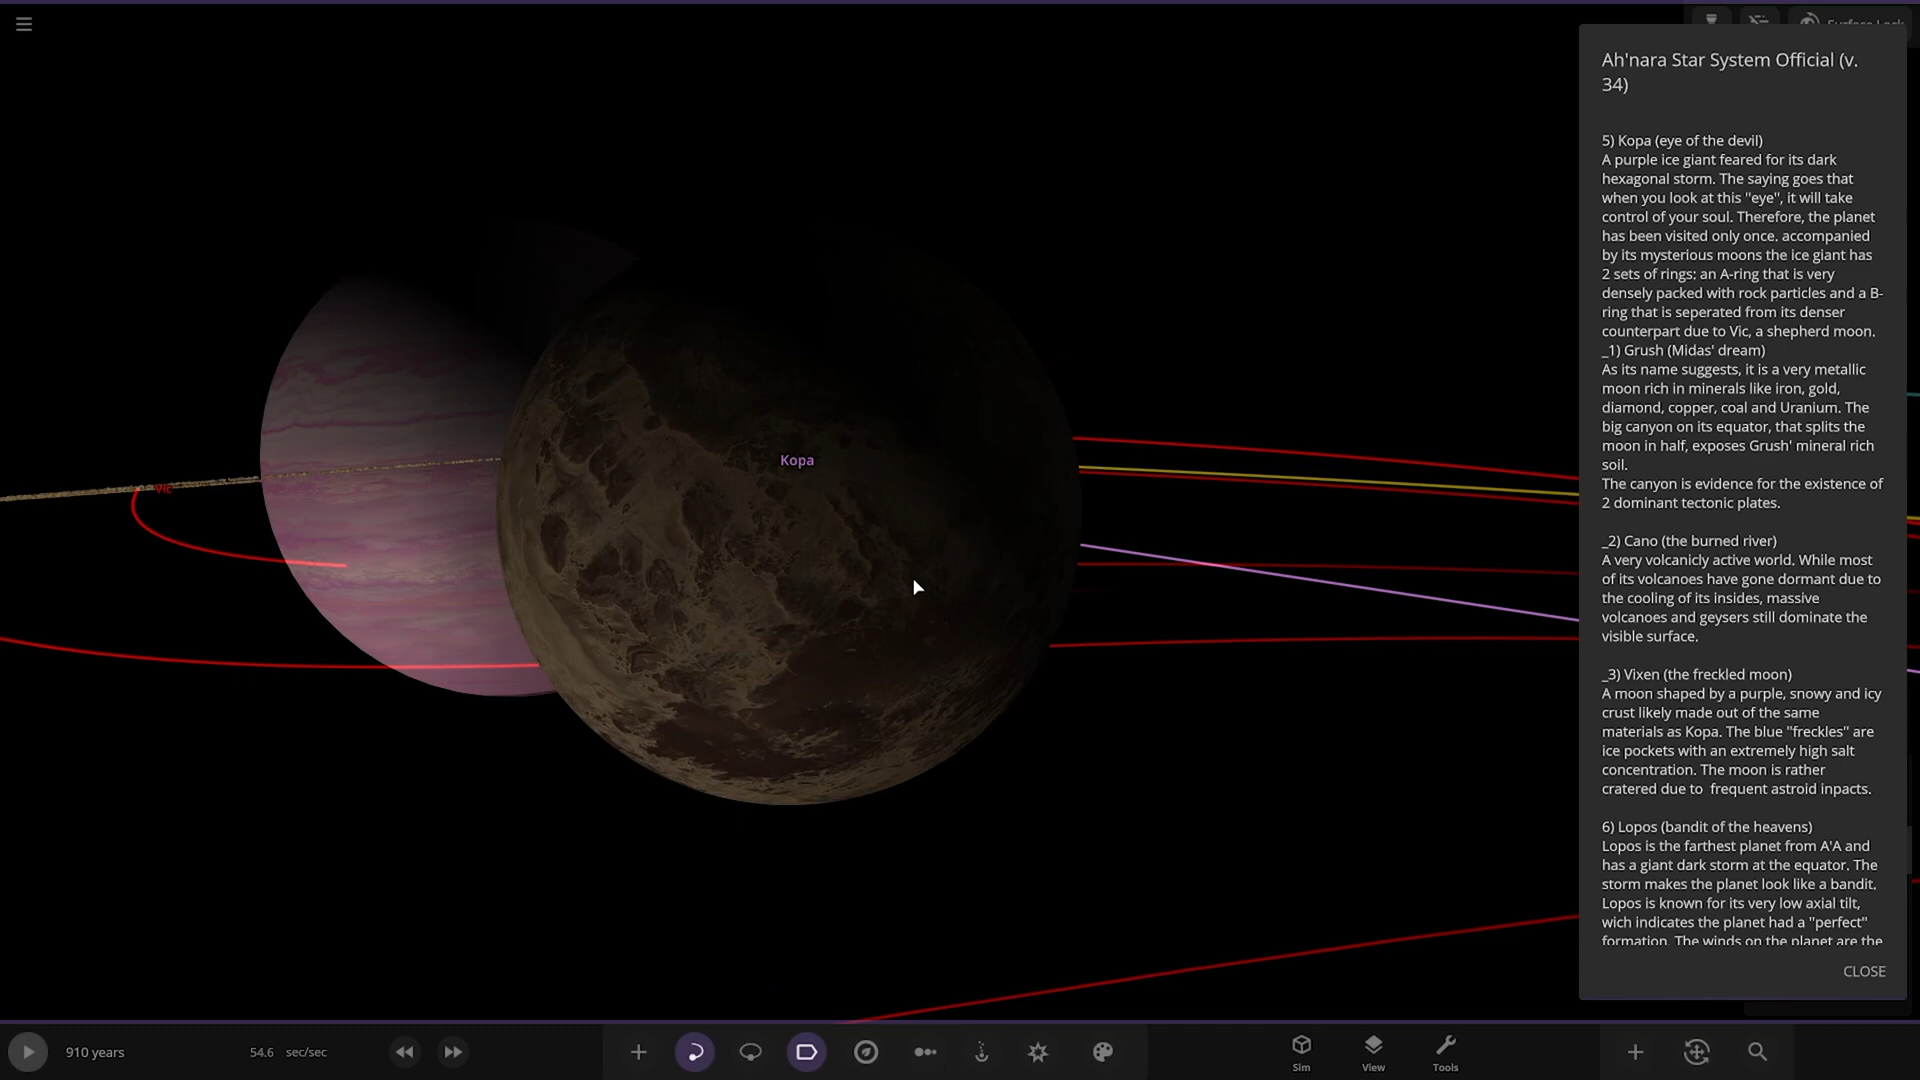 Surface Lock
Ah'nara Star System Official (v.
34)
5) Kopa (eye of the devil)
A purple ice giant feared for its dark
hexagonal storm. The saying goes that
when you look at this "eye", it will take
control of your soul. Therefore, the planet
has been visited only once. accompanied
by its mysterious moons the ice giant has
2 sets of rings: an A-ring that is very
densely packed with rock particles and a B-
ring that is seperated from its denser
counterpart due to Vic, a shepherd moon.
_1) Grush (Midas' dream)
As its name suggests, it is a very metallic
moon rich in minerals like iron, gold,
diamond, copper, coal and Uranium. The
big canyon on its equator, that splits the
moon in half, exposes Grush' mineral rich
soil.
The canyon is evidence for the existence of
2 dominant tectonic plates.
_2) Cano (the burned river)
A very volcanicly active world. While most
of its volcanoes have gone dormant due to
the cooling of its insides, massive
volcanoes and geysers still dominate the
visible surface.
_3) Vixen (the freckled moon)
A moon shaped by a purple, snowy and icy
crust likely made out of the same
materials as Kopa. The blue "freckles" are
ice pockets with an extremely high salt
concentration. The moon is rather
cratered due to  frequent astroid inpacts.
6) Lopos (bandit of the heavens)
Lopos is the farthest planet from A'A and
has a giant dark storm at the equator. The
storm makes the planet look like a bandit.
Lopos is known for its very low axial tilt,
wich indicates the planet had a "perfect"
formation. The winds on the planet are the
CLOSE
Kopa
Vic
910 years
54.6 sec/sec
Sim
View
Tools